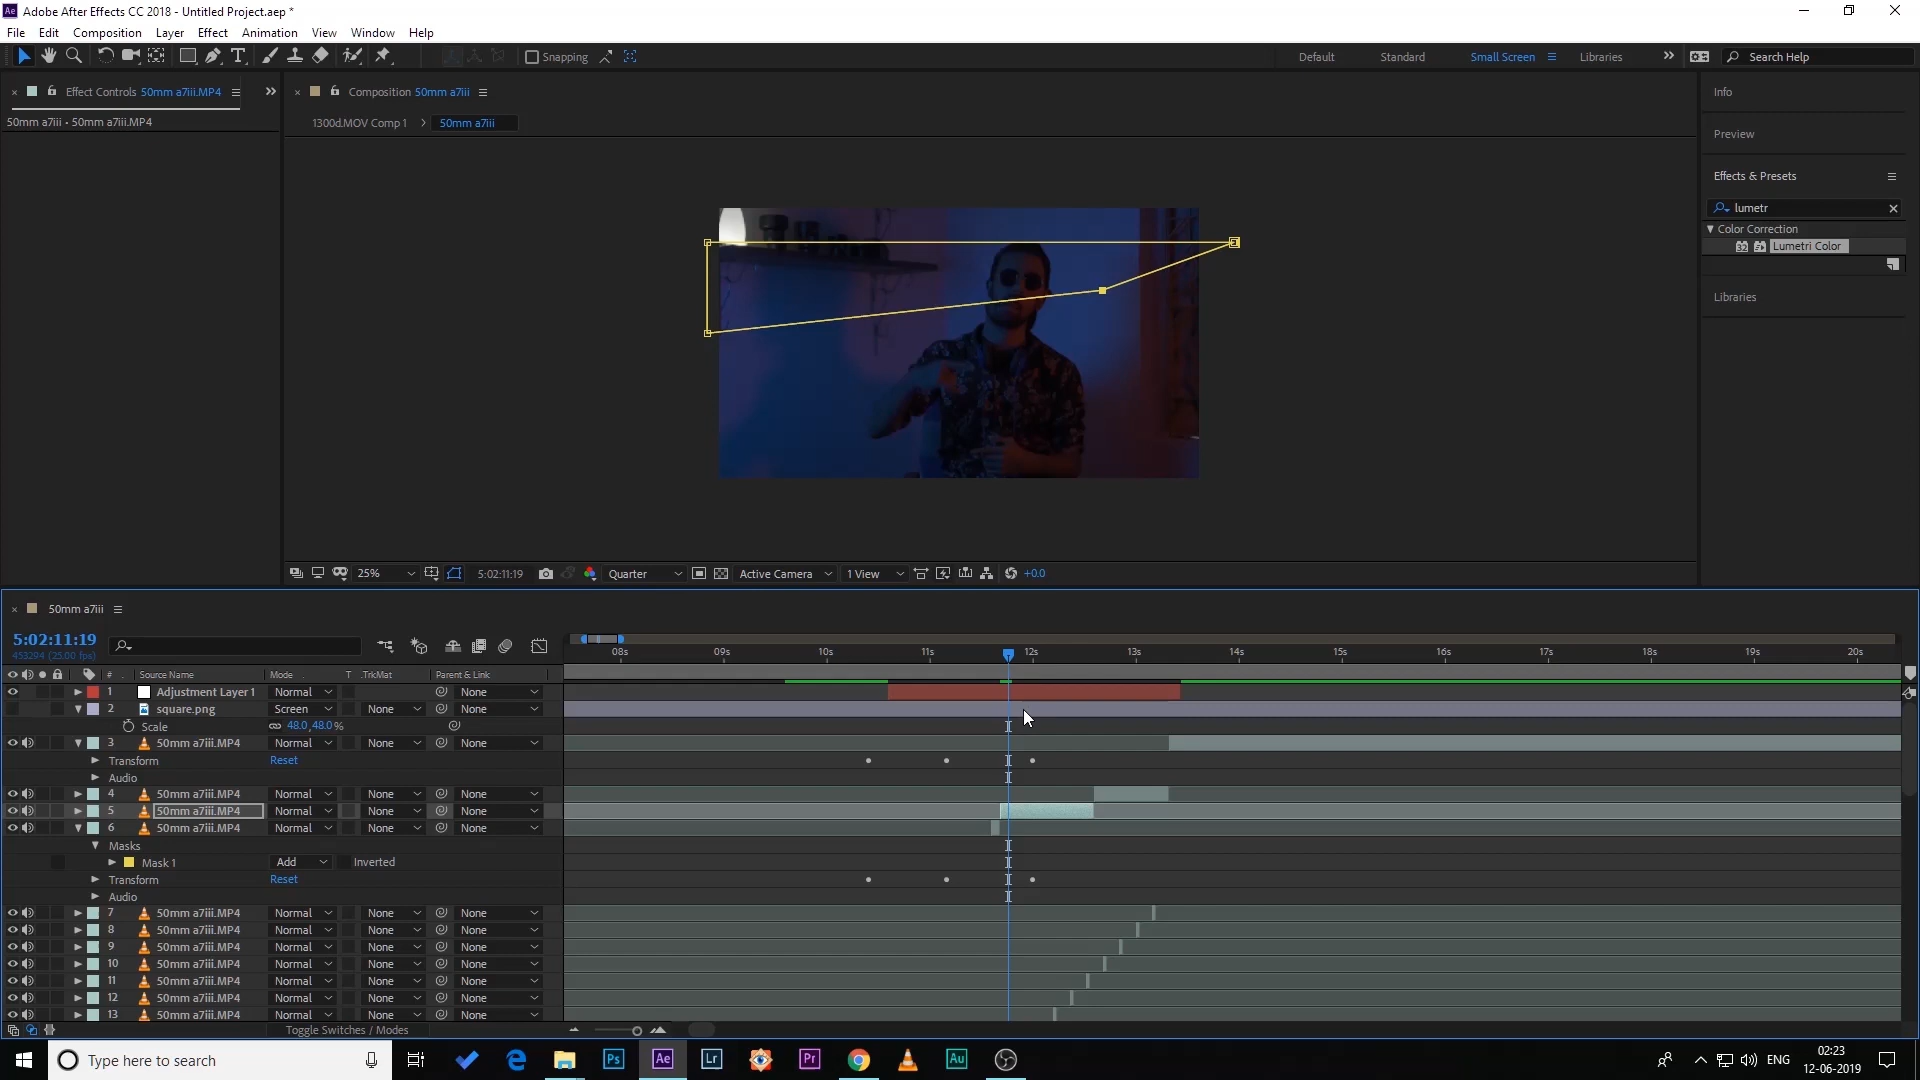 Ae Adobe After Effects CC 2018 - Untitled Project.aep *
File Edit Composition Layer Effect Animation View Window Help
Snapping Default Standard Small Screen Libraries Search Help
Effect Controls 50mm a7iii.MP4
50mm a7iii • 50mm a7iii.MP4
Composition 50mm a7iii
1300d.MOV Comp 1 50mm a7iii
Info
Preview
Effects & Presets
lumetr
Color Correction
32 Lumetri Color
Libraries
25% 5:02:11:19 Quarter Active Camera 1 View +0.0
50mm a7iii
5:02:11:19
453294 (25.00 fps)
08s 09s 10s 11s 12s 13s 14s 15s 16s 17s 18s 19s 20s
# Source Name Mode T .TrkMat Parent & Link
1 Adjustment Layer 1 Normal None
2 square.png Screen None None
Scale 48.0,48.0%
3 50mm a7iii.MP4 Normal None None
Transform Reset
Audio
4 50mm a7iii.MP4 Normal None None
5 50mm a7iii.MP4 Normal None None
6 50mm a7iii.MP4 Normal None None
Masks
Mask 1 Add Inverted
Transform Reset
Audio
7 50mm a7iii.MP4 Normal None None
8 50mm a7iii.MP4 Normal None None
9 50mm a7iii.MP4 Normal None None
10 50mm a7iii.MP4 Normal None None
11 50mm a7iii.MP4 Normal None None
12 50mm a7iii.MP4 Normal None None
13 50mm a7iii.MP4 Normal None None
Toggle Switches / Modes
Type here to search
Ps Ae Lr Pr Au
ENG 02:23
12-06-2019